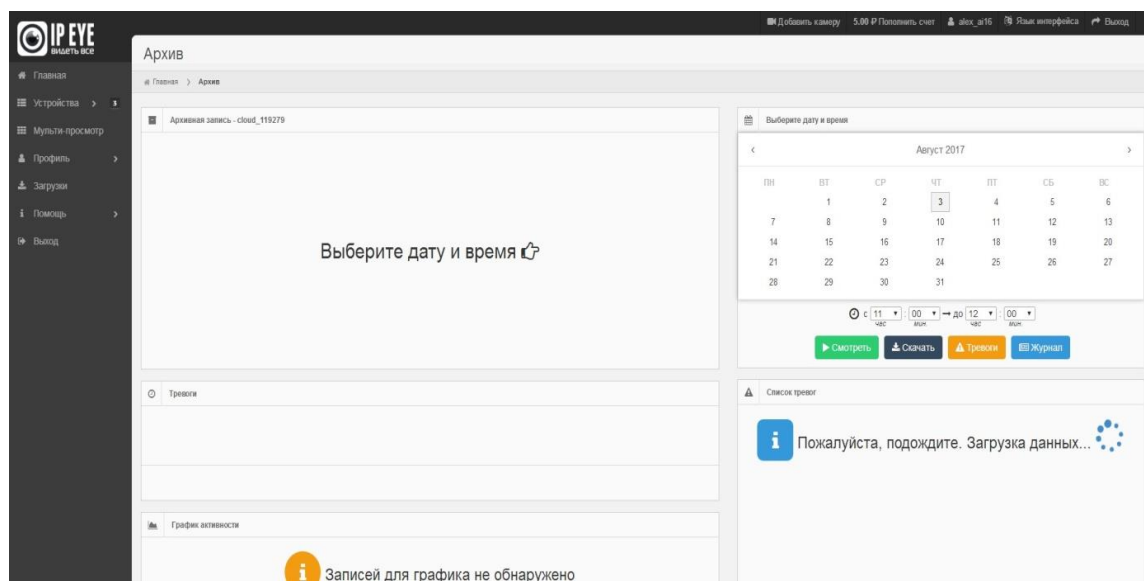 IP EYE
видеть все
Добавить камеру 5.00 ₽ Пополнить счет alex_ai16 Язык интерфейса Выход
Главная
Устройства 3
Мульти-просмотр
Профиль
Загрузки
Помощь
Выход
Архив
Главная > Архив
Архивная запись - cloud_119279
Выберите дату и время
Тревоги
График активности
Записей для графика не обнаружено
Выберите дату и время
Август 2017
ПН ВТ СР ЧТ ПТ СБ ВС
1 2 3 4 5 6
7 8 9 10 11 12 13
14 15 16 17 18 19 20
21 22 23 24 25 26 27
28 29 30 31
с 11 : 00 до 12 : 00
час мин час мин
Смотреть Скачать Тревоги Журнал
Список тревог
Пожалуйста, подождите. Загрузка данных...